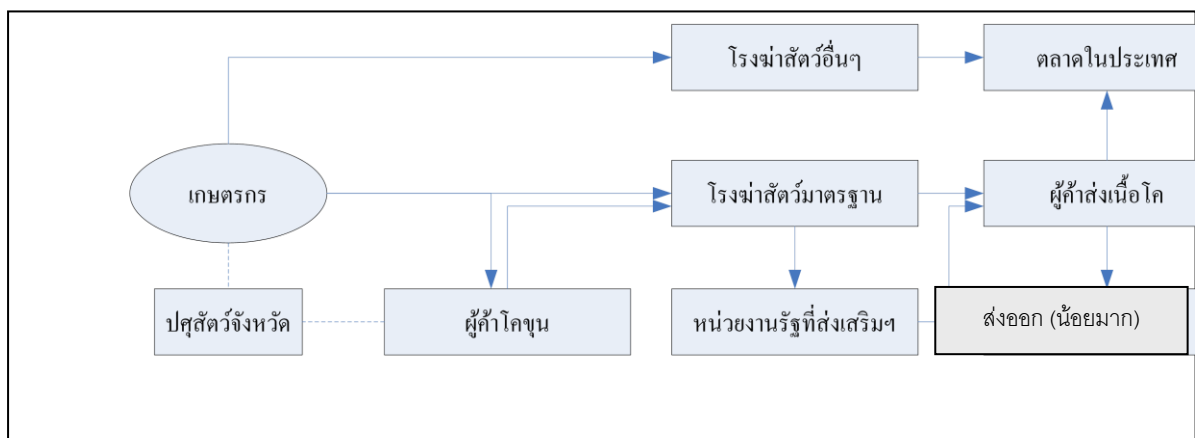 โรงฆ่าสัตว์อื่นๆ
ตลาดในประเทศ
เกษตรกร
โรงฆ่าสัตว์มาตรฐาน
ผู้ค้าส่งเนื้อโค
ปศุสัตว์จังหวัด
ผู้ค้าโคขุน
หน่วยงานรัฐที่ส่งเสริมฯ
ส่งออก (น้อยมาก)